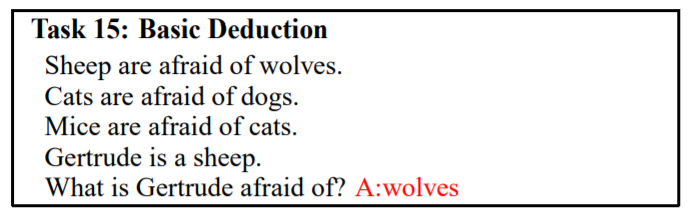 Task 15: Basic Deduction
Sheep are afraid of wolves.
Cats are afraid of dogs.
Mice are afraid of cats.
Gertrude is a sheep.
What is Gertrude afraid of? A:wolves